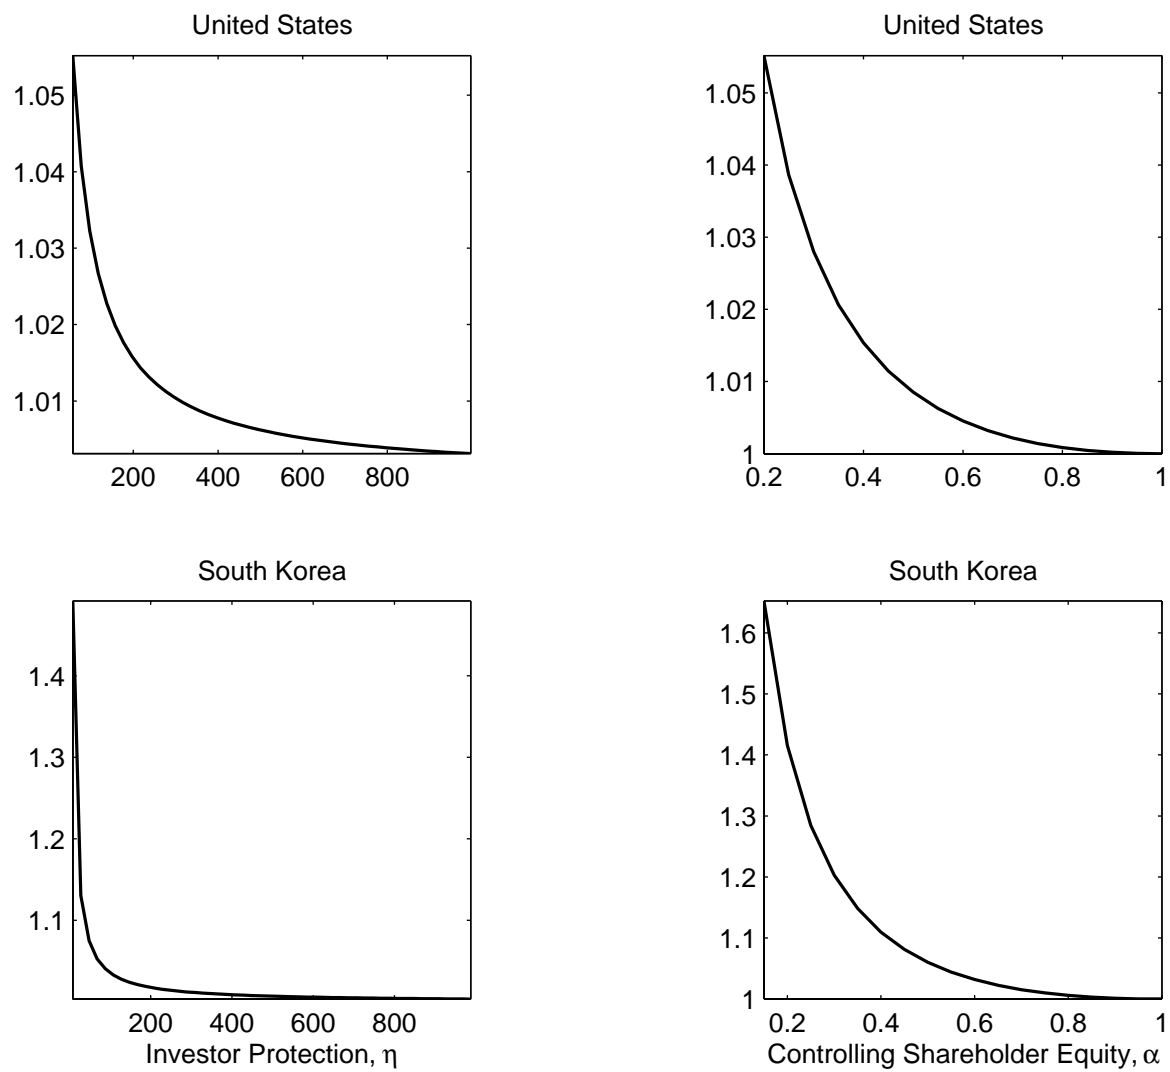 United States
1.05
1.04
1.03
1.02
1.01
200 400 600 800
United States
1.05
1.04
1.03
1.02
1.01
1
0.2 0.4 0.6 0.8 1
South Korea
1.4
1.3
1.2
1.1
200 400 600 800
Investor Protection, η
South Korea
1.6
1.5
1.4
1.3
1.2
1.1
1
0.2 0.4 0.6 0.8 1
Controlling Shareholder Equity, α